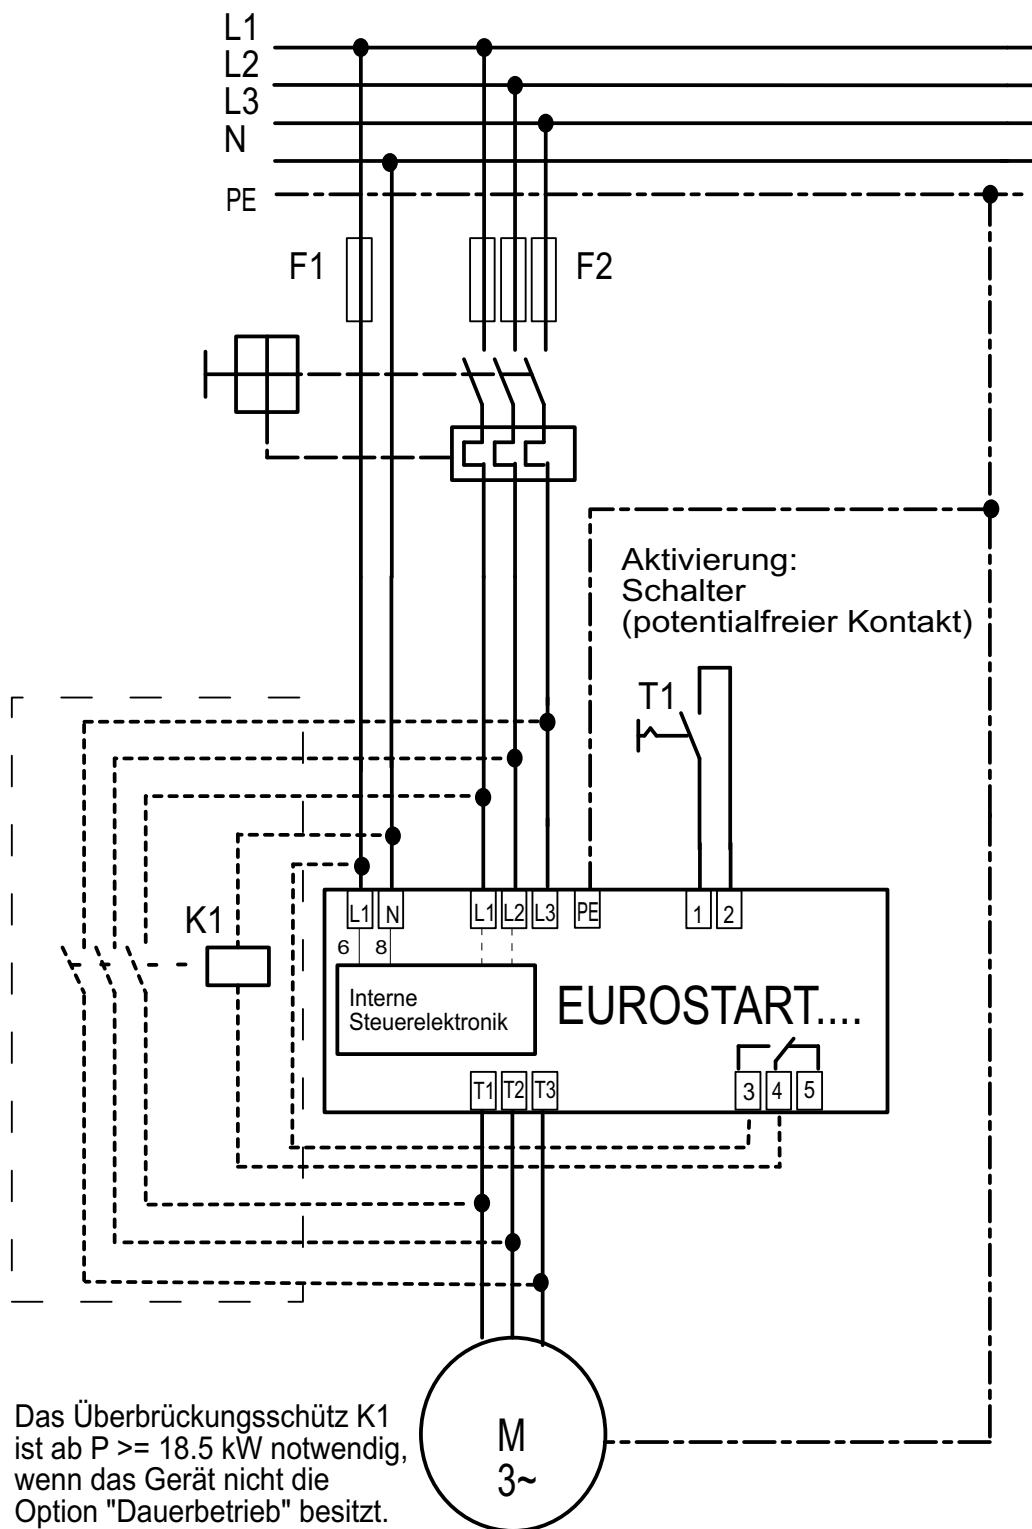 L1
L2
L3
N
PE
F1
F2
Aktivierung:
Schalter
(potentialfreier Kontakt)
T1
K1
L1
N
L1
L2
L3
PE
1
2
6
8
Interne
Steuerelektronik
EUROSTART....
T1
T2
T3
3
4
5
Das Überbrückungsschütz K1
ist ab P >= 18.5 kW notwendig,
wenn das Gerät nicht die
Option "Dauerbetrieb" besitzt.
M
3~